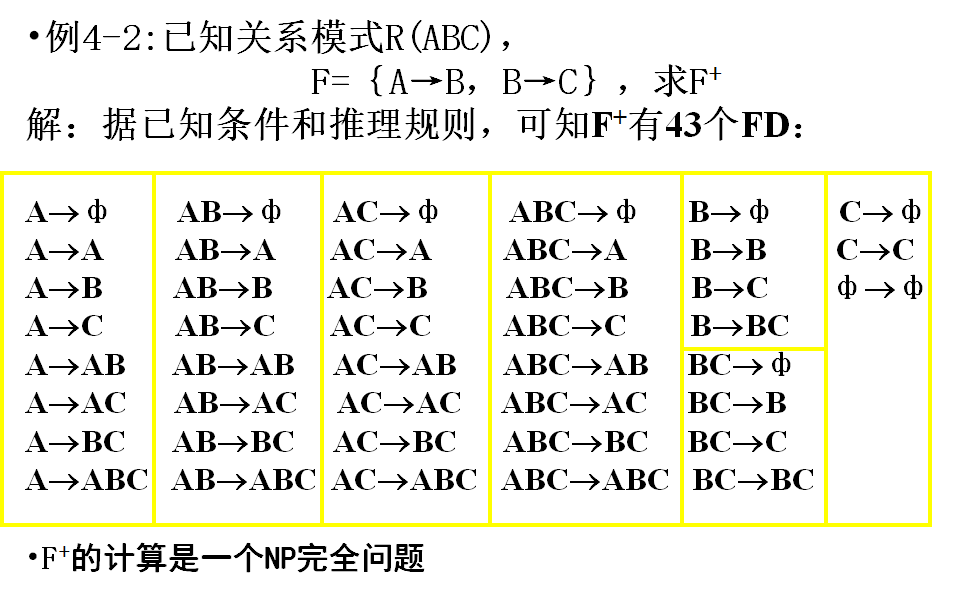 •例4-2:已知关系模式R(ABC),
F=｛A→B, B→C｝,求F+
解: 据已知条件和推理规则, 可知F+有43个FD:
A→ф AB→ф AC→ф ABC→ф B→ф C→ф
A→A AB→A AC→A ABC→A B→B C→C
A→B AB→B AC→B ABC→B B→C ф→ф
A→C AB→C AC→C ABC→C B→BC
A→AB AB→AB AC→AB ABC→AB BC→ф
A→AC AB→AC AC→AC ABC→AC BC→B
A→BC AB→BC AC→BC ABC→BC BC→C
A→ABC AB→ABC AC→ABC ABC→ABC BC→BC
•F+的计算是一个NP完全问题